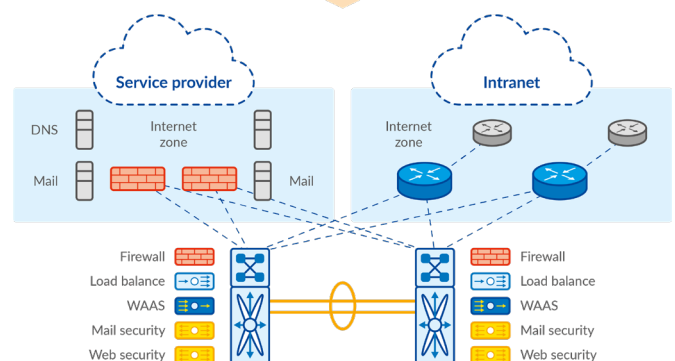 Service provider
Intranet
DNS
Internet
zone
Internet
zone
Mail
Mail
Firewall
Load balance
WAAS
Mail security
Web security
Firewall
Load balance
WAAS
Mail security
Web security